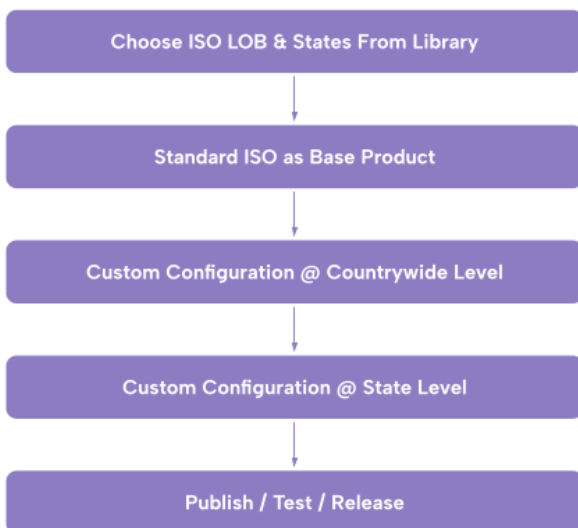 Choose ISO LOB & States From Library
Standard ISO as Base Product
Custom Configuration @ Countrywide Level
Custom Configuration @ State Level
Publish / Test / Release